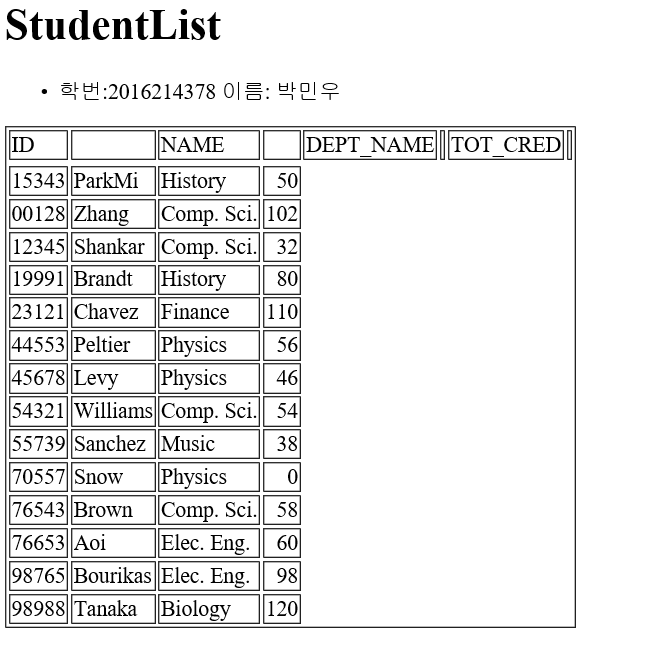 StudentList
• 학번:2016214378 이름: 박민우
ID NAME DEPT_NAME TOT_CRED
15343 ParkMi History 50
00128 Zhang Comp. Sci. 102
12345 Shankar Comp. Sci. 32
19991 Brandt History 80
23121 Chavez Finance 110
44553 Peltier Physics 56
45678 Levy Physics 46
54321 Williams Comp. Sci. 54
55739 Sanchez Music 38
70557 Snow Physics 0
76543 Brown Comp. Sci. 58
76653 Aoi Elec. Eng. 60
98765 Bourikas Elec. Eng. 98
98988 Tanaka Biology 120